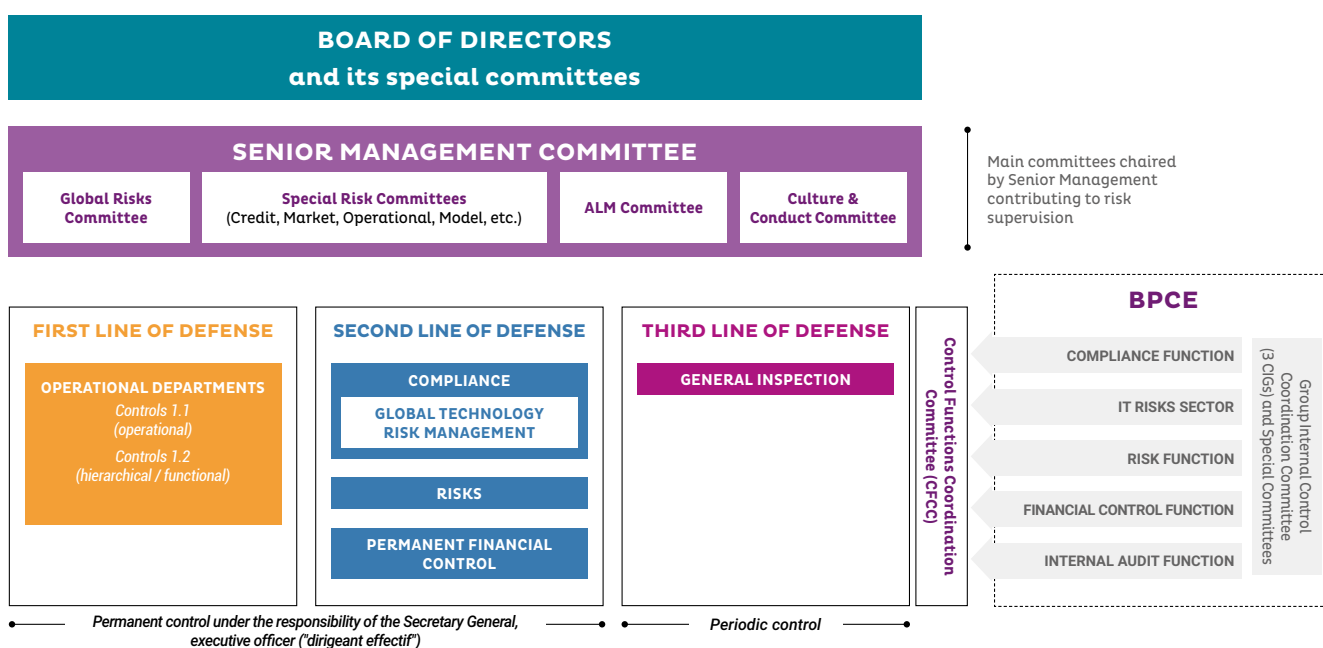 BOARD OF DIRECTORS
and its special committees
SENIOR MANAGEMENT COMMITTEE
Global Risks
Committee
Special Risk Committees
(Credit, Market, Operational, Model, etc.)
ALM Committee
Culture &
Conduct Committee
Main committees chaired
by Senior Management
contributing to risk
supervision
FIRST LINE OF DEFENSE
OPERATIONAL DEPARTMENTS
Controls 1.1
(operational)
Controls 1.2
(hierarchical / functional)
SECOND LINE OF DEFENSE
COMPLIANCE
GLOBAL TECHNOLOGY
RISK MANAGEMENT
RISKS
PERMANENT FINANCIAL
CONTROL
THIRD LINE OF DEFENSE
GENERAL INSPECTION
Control Functions Coordination
Committee (CFCC)
BPCE
COMPLIANCE FUNCTION
IT RISKS SECTOR
RISK FUNCTION
FINANCIAL CONTROL FUNCTION
INTERNAL AUDIT FUNCTION
Group Internal Control
Coordination Committee
(3 CIGs) and Special Committees
Permanent control under the responsibility of the Secretary General,
executive officer ("dirigeant effectif")
Periodic control